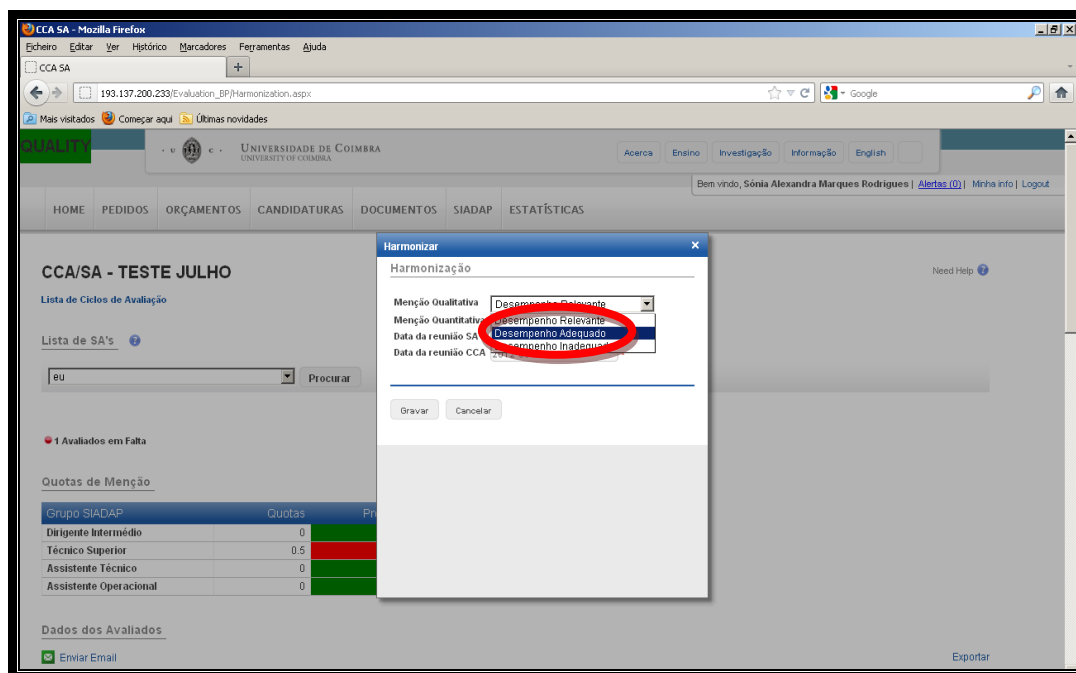 CCA SA - Mozilla Firefox
Ficheiro Editar Ver Histórico Marcadores Ferramentas Ajuda
CCA SA
193.137.200.233/Evaluation_BP/Harmonization.aspx
Google
Mais visitados Começar aqui Últimas novidades
QUALITY
U C
UNIVERSIDADE DE COIMBRA
UNIVERSITY OF COIMBRA
Acerca Ensino Investigação Informação English
Bem vindo, Sónia Alexandra Marques Rodrigues | Alertas (0) | Minha info | Logout
HOME PEDIDOS ORÇAMENTOS CANDIDATURAS DOCUMENTOS SIADAP ESTATÍSTICAS
Harmonizar
CCA/SA - TESTE JULHO
Need Help
Lista de Ciclos de Avaliação
Lista de SA's
eu
Procurar
Harmonização
Menção Qualitativa Desempenho Relevante
Menção Quantitativa Desempenho Relevante
Data da reunião SA Desempenho Adequado
Desempenho Inadequado
Data da reunião CCA
Gravar Cancelar
1 Avaliados em Falta
Quotas de Menção
Grupo SIADAP Quotas
Dirigente Intermédio 0
Técnico Superior 0.5
Assistente Técnico 0
Assistente Operacional 0
Dados dos Avaliados
Enviar Email
Exportar